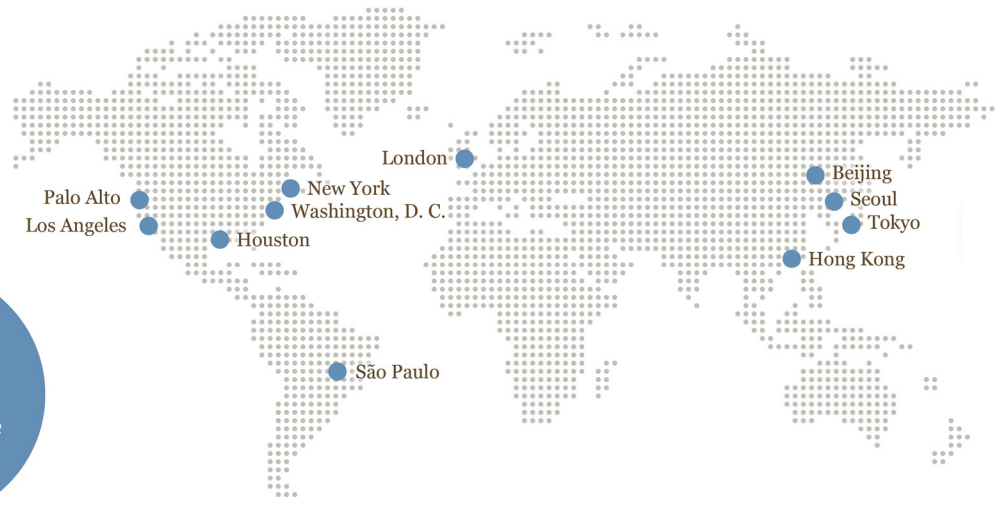 London
Beijing
New York
Palo Alto
Seoul
Washington, D. C.
Tokyo
Los Angeles
Houston
Hong Kong
São Paulo